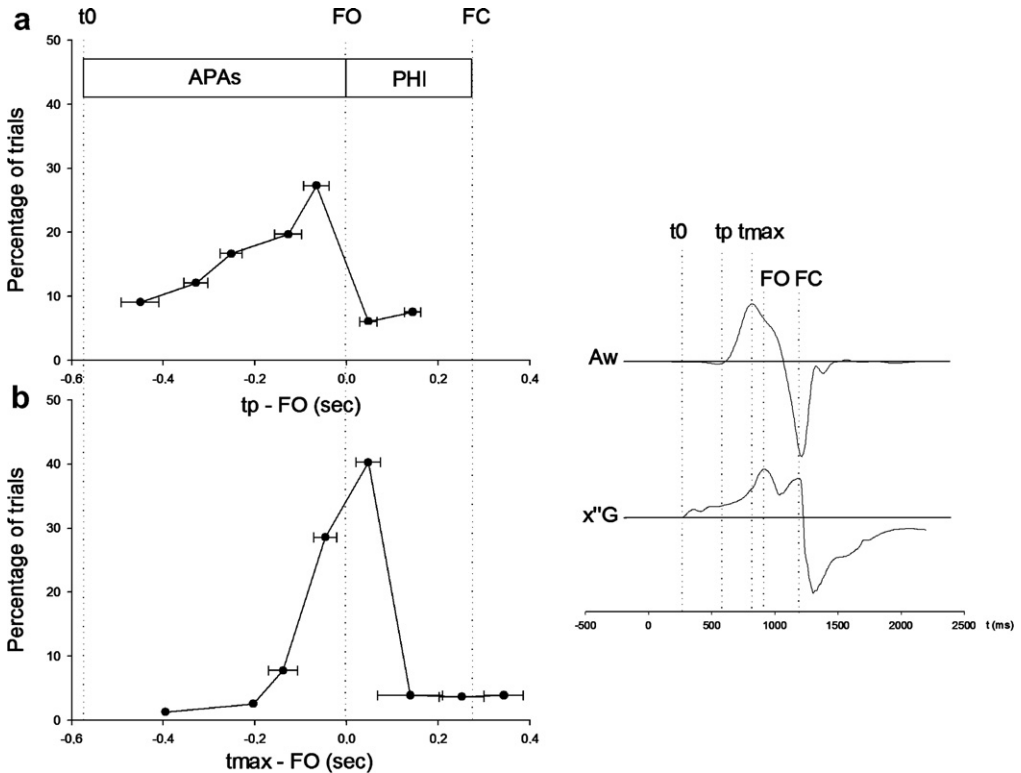 a
t0 FO FC
50
APAs PHI
40
30
20
10
0
Percentage of trials
-0,6 -0,4 -0,2 0,0 0,2 0,4
tp - FO (sec)
b
50
40
30
20
10
0
Percentage of trials
-0,6 -0,4 -0,2 0,0 0,2 0,4
tmax - FO (sec)
t0 tp tmax
FO FC
Aw
x"G
-500 0 500 1000 1500 2000 2500 t (ms)